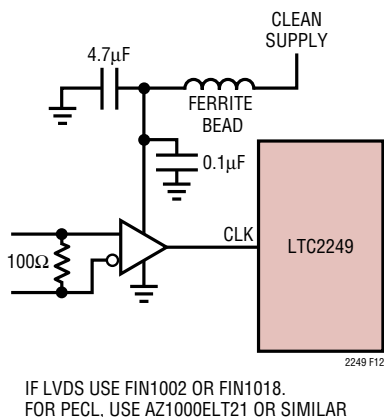 CLEAN
SUPPLY
4.7µF
FERRITE
BEAD
0.1µF
CLK
LTC2249
100Ω
2249 F12
IF LVDS USE FIN1002 OR FIN1018.
FOR PECL, USE AZ1000ELT21 OR SIMILAR